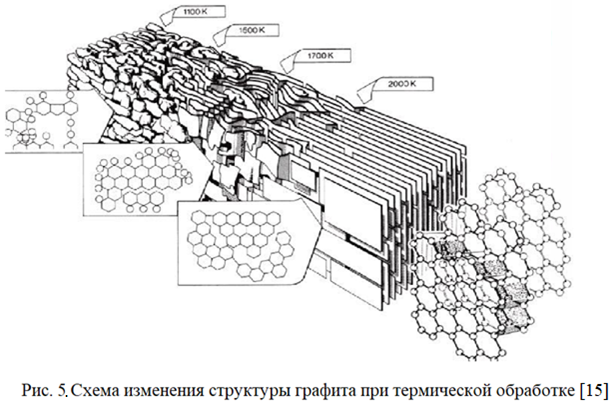 1100 K
1500 K
1700 K
2000 K
Рис. 5. Схема изменения структуры графита при термической обработке [15]